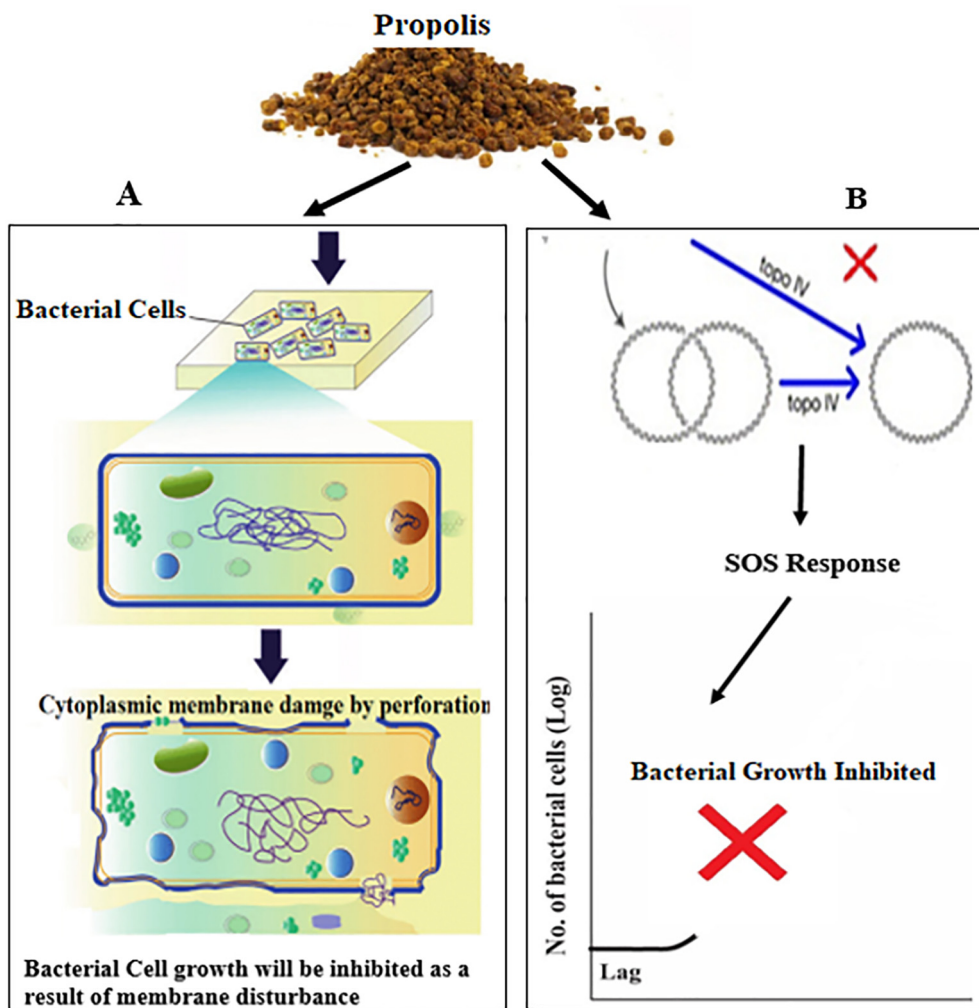 Propolis
A
B
Bacterial Cells
Cytoplasmic membrane damge by perforation
Bacterial Cell growth will be inhibited as a
result of membrane disturbance
topo IV
topo IV
SOS Response
No. of bacterial cells (Log)
Bacterial Growth Inhibited
Lag